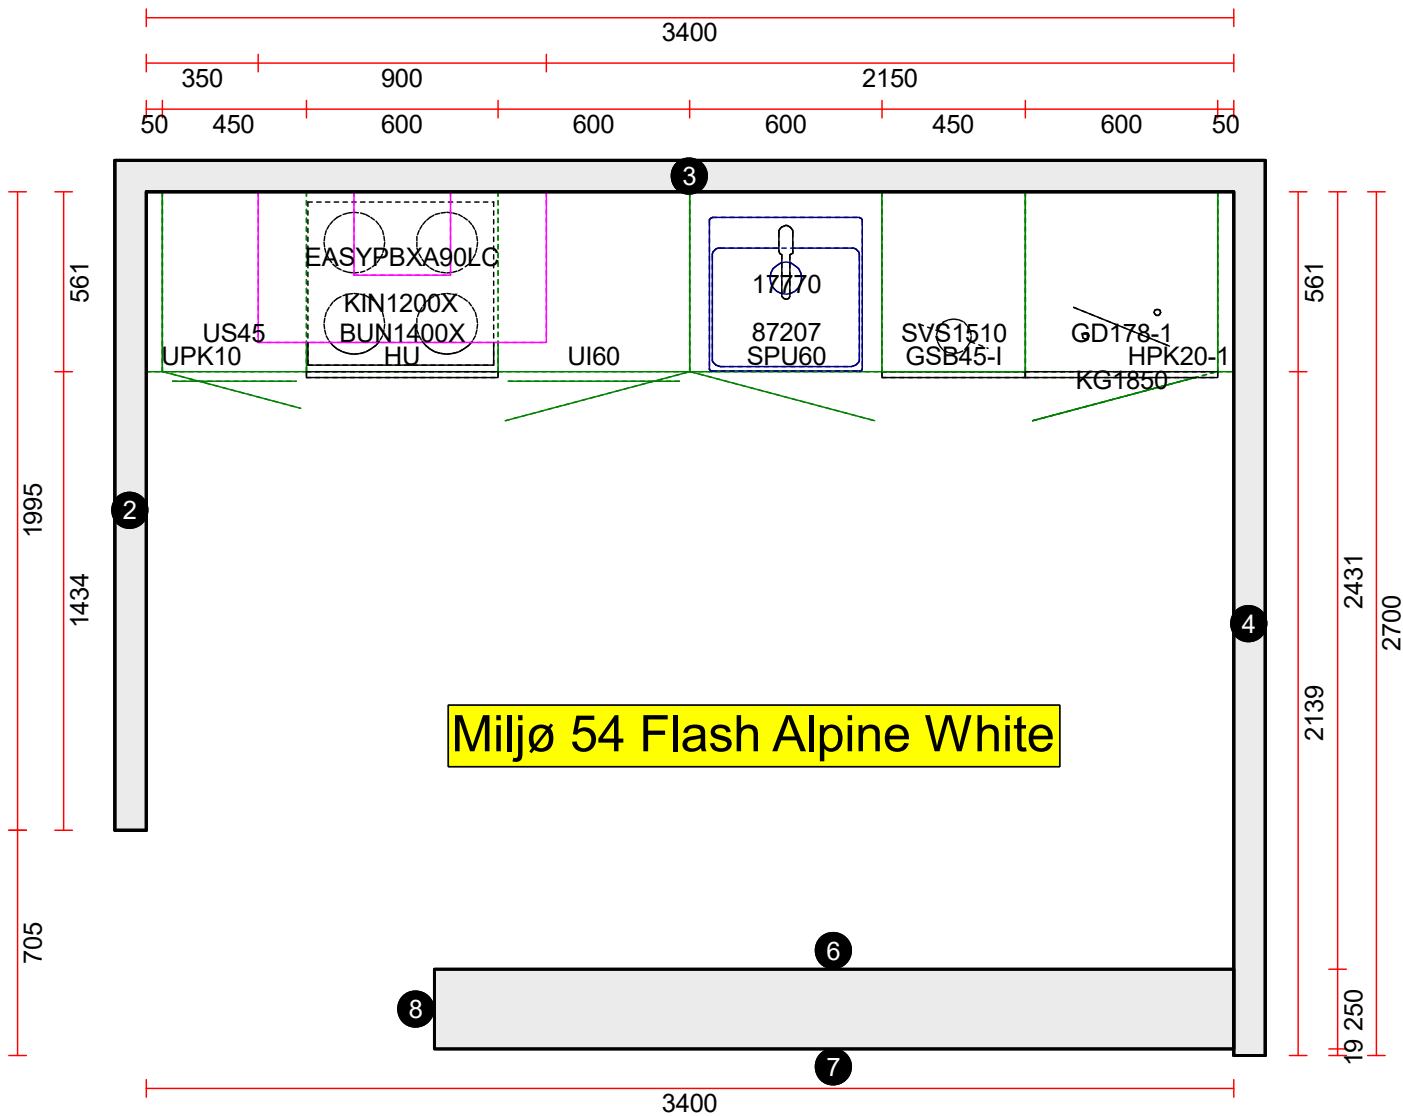 3400
350 900 2150
50 450 600 600 600 450 600 50
3
561
561
EASYPBXA90LC
17770
KIN1200X
US45 BUN1400X 87207 SVS1510 GD178-1
UPK10 HU UI60 SPU60 GSB45-I HPK20-1
KG1850
1995
2
1434
2431
2700
4
2139
Miljø 54 Flash Alpine White
705
6
8
250
19
7
3400